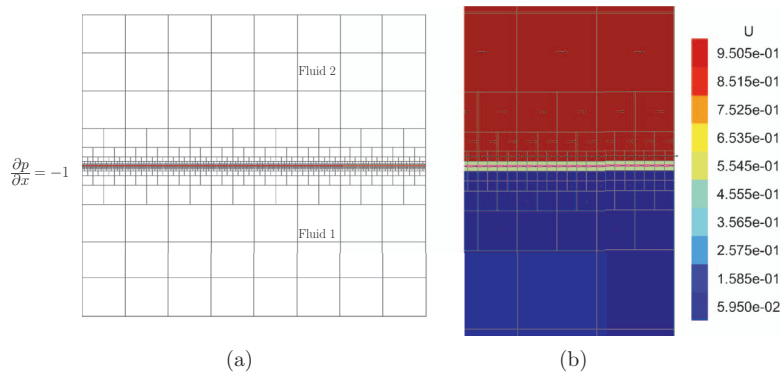 Fluid 2
∂p/∂x = −1
Fluid 1
(a)
U
9.505e-01
8.515e-01
7.525e-01
6.535e-01
5.545e-01
4.555e-01
3.565e-01
2.575e-01
1.585e-01
5.950e-02
(b)